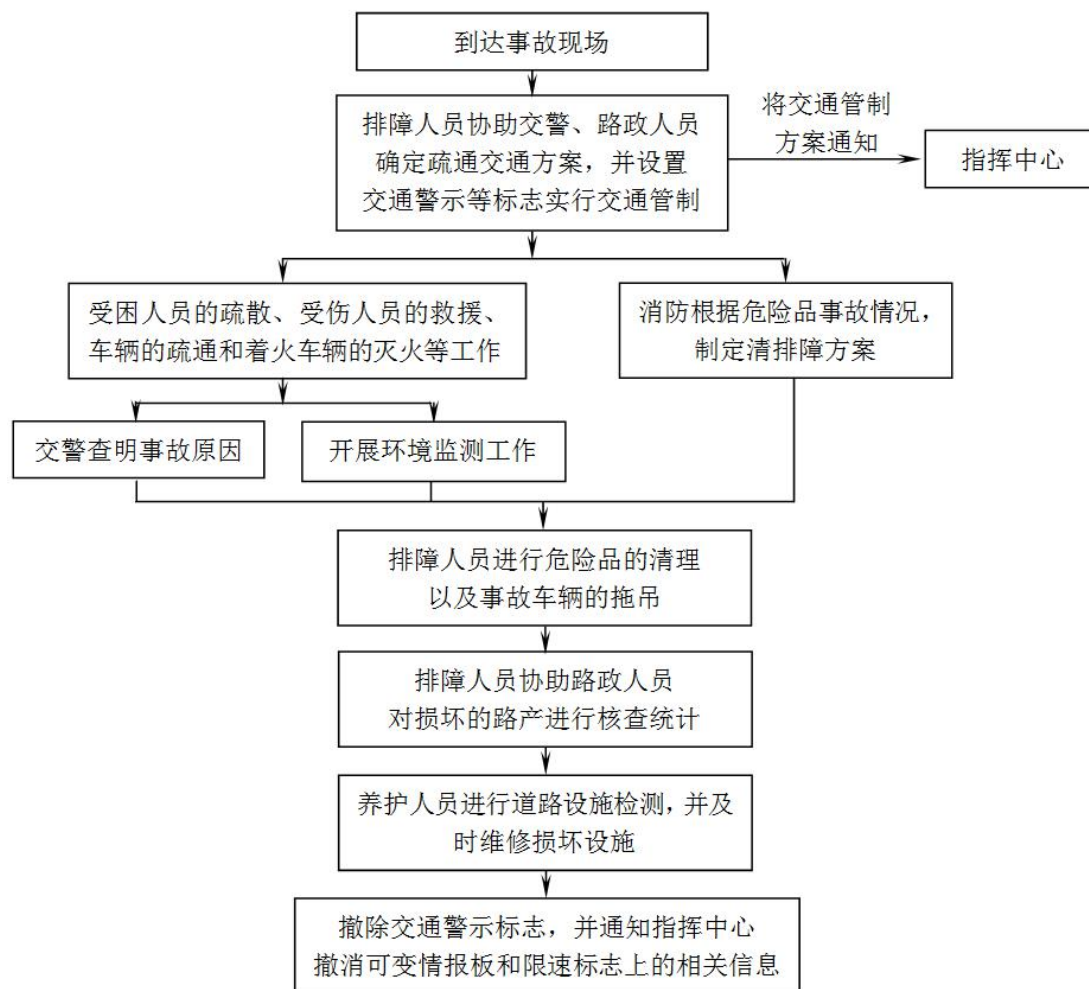 到达事故现场
排障人员协助交警、路政人员
确定疏通交通方案，并设置
交通警示等标志实行交通管制
将交通管制
方案通知
指挥中心
受困人员的疏散、受伤人员的救援、
车辆的疏通和着火车辆的灭火等工作
消防根据危险品事故情况，
制定清排障方案
交警查明事故原因
开展环境监测工作
排障人员进行危险品的清理
以及事故车辆的拖吊
排障人员协助路政人员
对损坏的路产进行核查统计
养护人员进行道路设施检测，并及
时维修损坏设施
撤除交通警示标志，并通知指挥中心
撤消可变情报板和限速标志上的相关信息